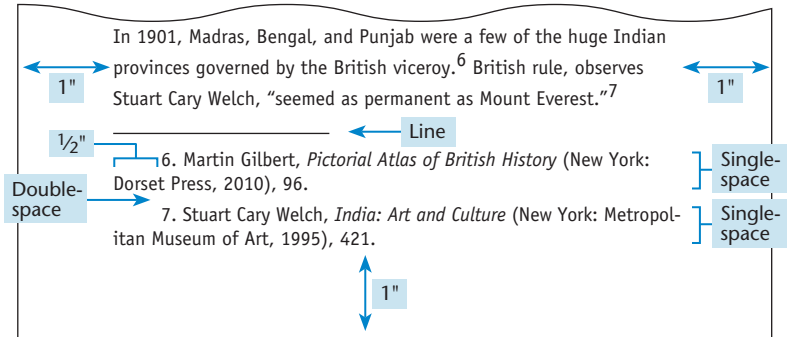 In 1901, Madras, Bengal, and Punjab were a few of the huge Indian
provinces governed by the British viceroy.6 British rule, observes
1"
1"
Stuart Cary Welch, “seemed as permanent as Mount Everest.”7
Line
½"
6. Martin Gilbert, Pictorial Atlas of British History (New York:
Dorset Press, 2010), 96.
Single-
space
Double-
space
7. Stuart Cary Welch, India: Art and Culture (New York: Metropol-
itan Museum of Art, 1995), 421.
Single-
space
1"